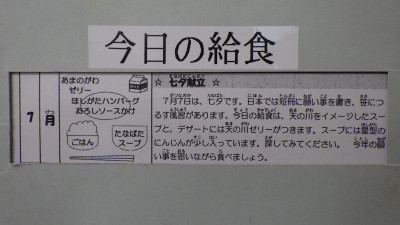 今日の給食
7
月
あまのがわ
ゼリー
ほしがたハンバーグ
おろしソースかけ
ごはん
たなばた
スープ
☆ 七夕献立 ☆
7月7日は、七夕です。日本では短冊に願い事を書き、笹につ
るす風習があります。今日の給食は、天の川をイメージしたスー
プと、デザートには天の川ゼリーがつきます。スープには星型の
にんじんが少し入っています。探してみてください。 今年の願
い事を思いながら食べましょう。